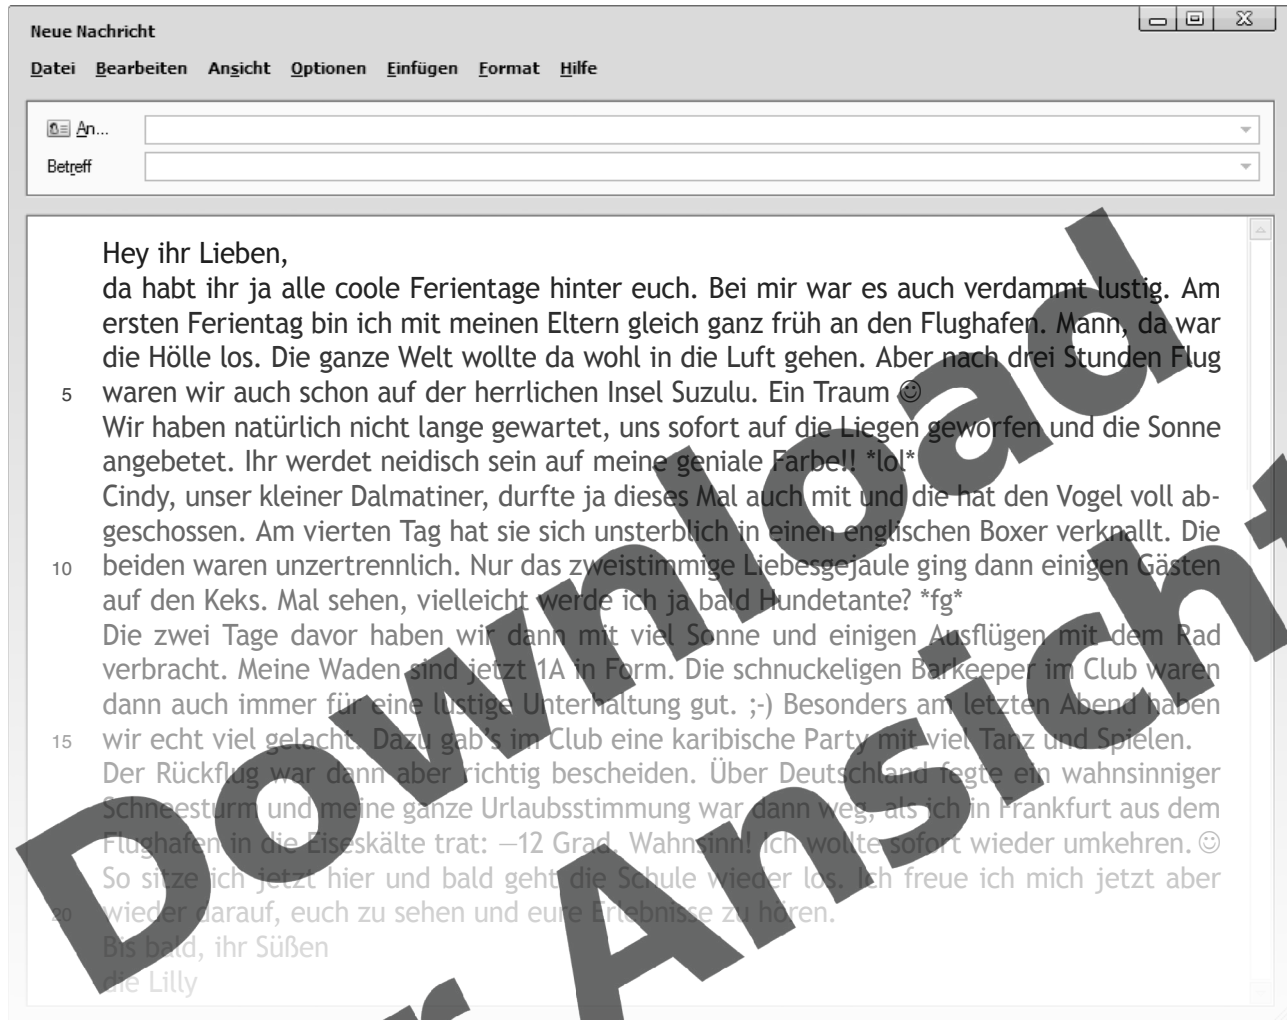 Neue Nachricht
Datei Bearbeiten Ansicht Optionen Einfügen Format Hilfe
An...
Betreff
Hey ihr Lieben,
da habt ihr ja alle coole Ferientage hinter euch. Bei mir war es auch verdammt lustig. Am
ersten Ferientag bin ich mit meinen Eltern gleich ganz früh an den Flughafen. Mann, da war
die Hölle los. Die ganze Welt wollte da wohl in die Luft gehen. Aber nach drei Stunden Flug
5 waren wir auch schon auf der herrlichen Insel Suzulu. Ein Traum ☺
Wir haben natürlich nicht lange gewartet, uns sofort auf die Liegen geworfen und die Sonne
angebetet. Ihr werdet neidisch sein auf meine geniale Farbe!! *lol*
Cindy, unser kleiner Dalmatiner, durfte ja dieses Mal auch mit und die hat den Vogel voll ab-
geschossen. Am vierten Tag hat sie sich unsterblich in einen englischen Boxer verknallt. Die
10 beiden waren unzertrennlich. Nur das zweistimmige Liebesgejaule ging dann einigen Gästen
auf den Keks. Mal sehen, vielleicht werde ich ja bald Hundetante? *fg*
Die zwei Tage davor haben wir dann mit viel Sonne und einigen Ausflügen mit dem Rad
verbracht. Meine Waden sind jetzt 1A in Form. Die schnuckeligen Barkeeper im Club waren
dann auch immer für eine lustige Unterhaltung gut. ;-) Besonders am letzten Abend haben
15 wir echt viel gelacht. Dazu gab's im Club eine karibische Party mit viel Tanz und Spielen.
Der Rückflug war dann aber richtig bescheiden. Über Deutschland fegte ein wahnsinniger
Schneesturm und meine ganze Urlaubsstimmung war dann weg, als ich in Frankfurt aus dem
Flughafen in die Eiseskälte trat: –12 Grad. Wahnsinn! Ich wollte sofort wieder umkehren. ☺
So sitze ich jetzt hier und bald geht die Schule wieder los. Ich freue ich mich jetzt aber
20 wieder darauf, euch zu sehen und eure Erlebnisse zu hören.
Bis bald, ihr Süßen
die Lilly
Download
r Ansicht